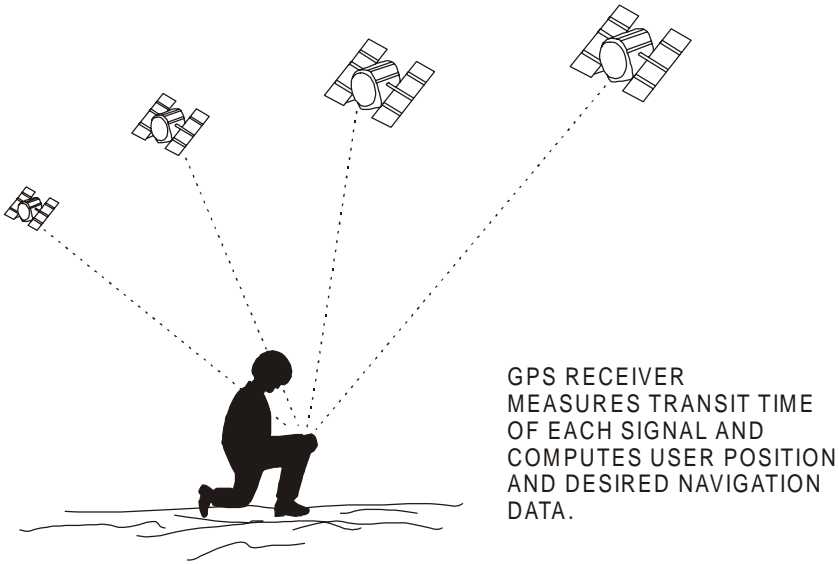 GPS RECEIVER
MEASURES TRANSIT TIME
OF EACH SIGNAL AND
COMPUTES USER POSITION
AND DESIRED NAVIGATION
DATA.